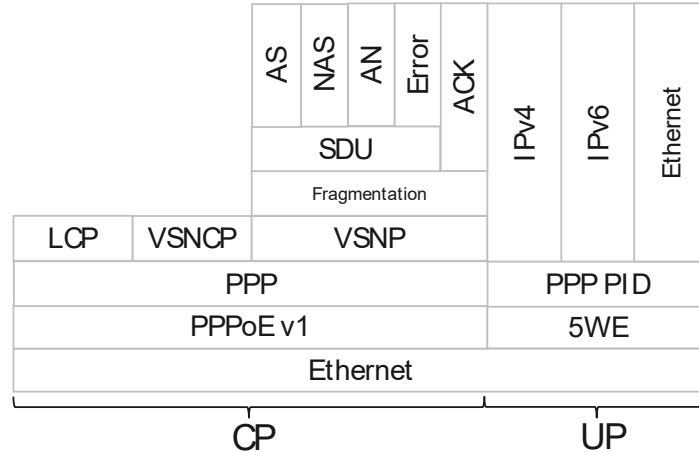 AS NAS AN Error ACK IPv4 IPv6 Ethernet
SDU
Fragmentation
LCP VSNCP VSNP
PPP PPP PID
PPPoE v1 5WE
Ethernet
CP UP